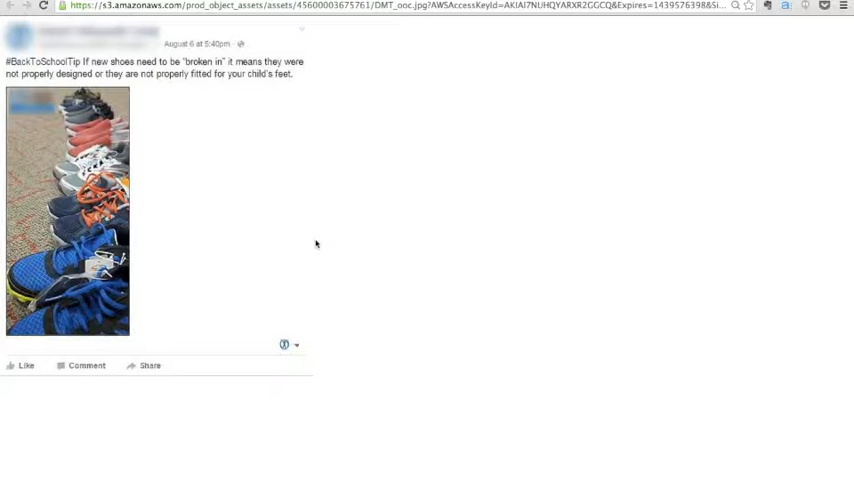 https://s3.amazonaws.com/prod_object_assets/assets/45600003675761/DMT_ooc.jpg?AWSAccessKeyId=AKIAI7NUHQYARXR2GGCQ&Expires=1439576398&Si...
August 6 at 5:40pm
#BackToSchoolTip If new shoes need to be "broken in" it means they were
not properly designed or they are not properly fitted for your child's feet.
Like Comment Share